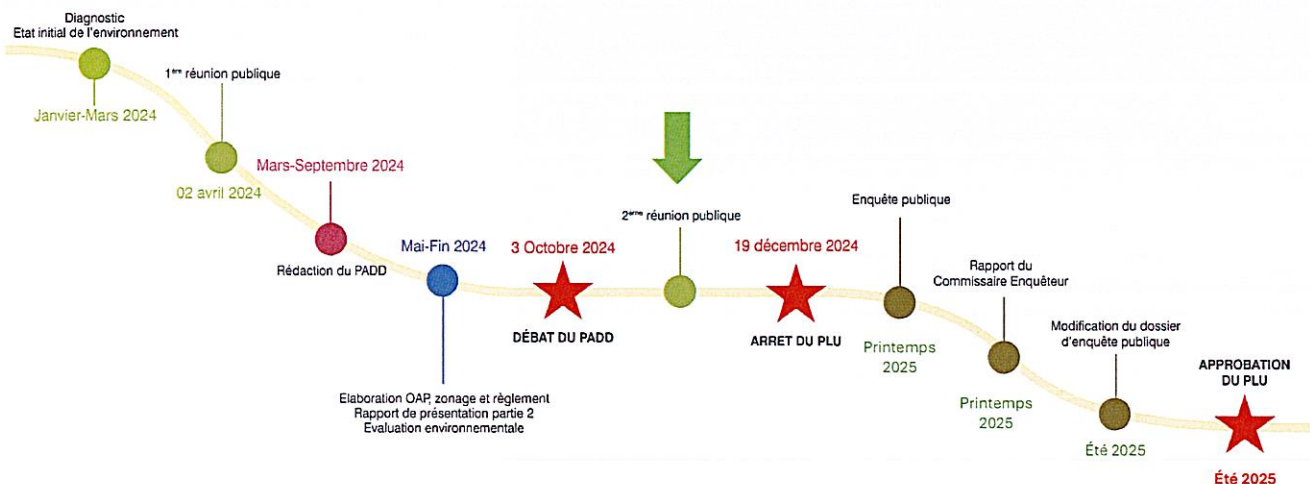 Diagnostic
Etat initial de l'environnement
Janvier-Mars 2024
1ère réunion publique
02 avril 2024
Mars-Septembre 2024
Rédaction du PADD
Mai-Fin 2024
Elaboration OAP, zonage et règlement
Rapport de présentation partie 2
Evaluation environnementale
3 Octobre 2024
DÉBAT DU PADD
2ème réunion publique
19 décembre 2024
ARRET DU PLU
Enquête publique
Printemps
2025
Rapport du
Commissaire Enquêteur
Printemps
2025
Modification du dossier
d'enquête publique
Été 2025
APPROBATION
DU PLU
Été 2025